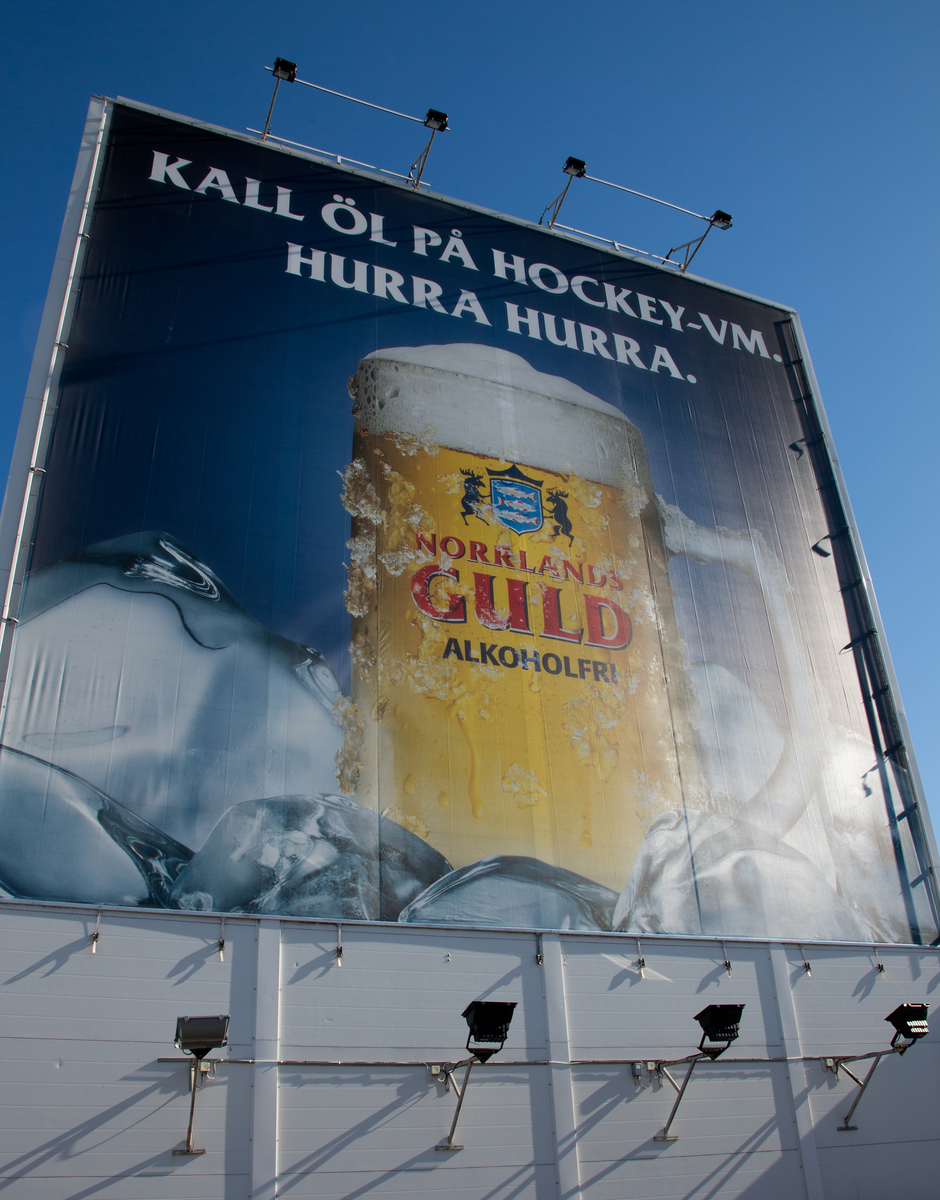 KALL ÖL PÅ HOCKEY-VM.
HURRA HURRA.
NORRLANDS
GULD
ALKOHOLFRI